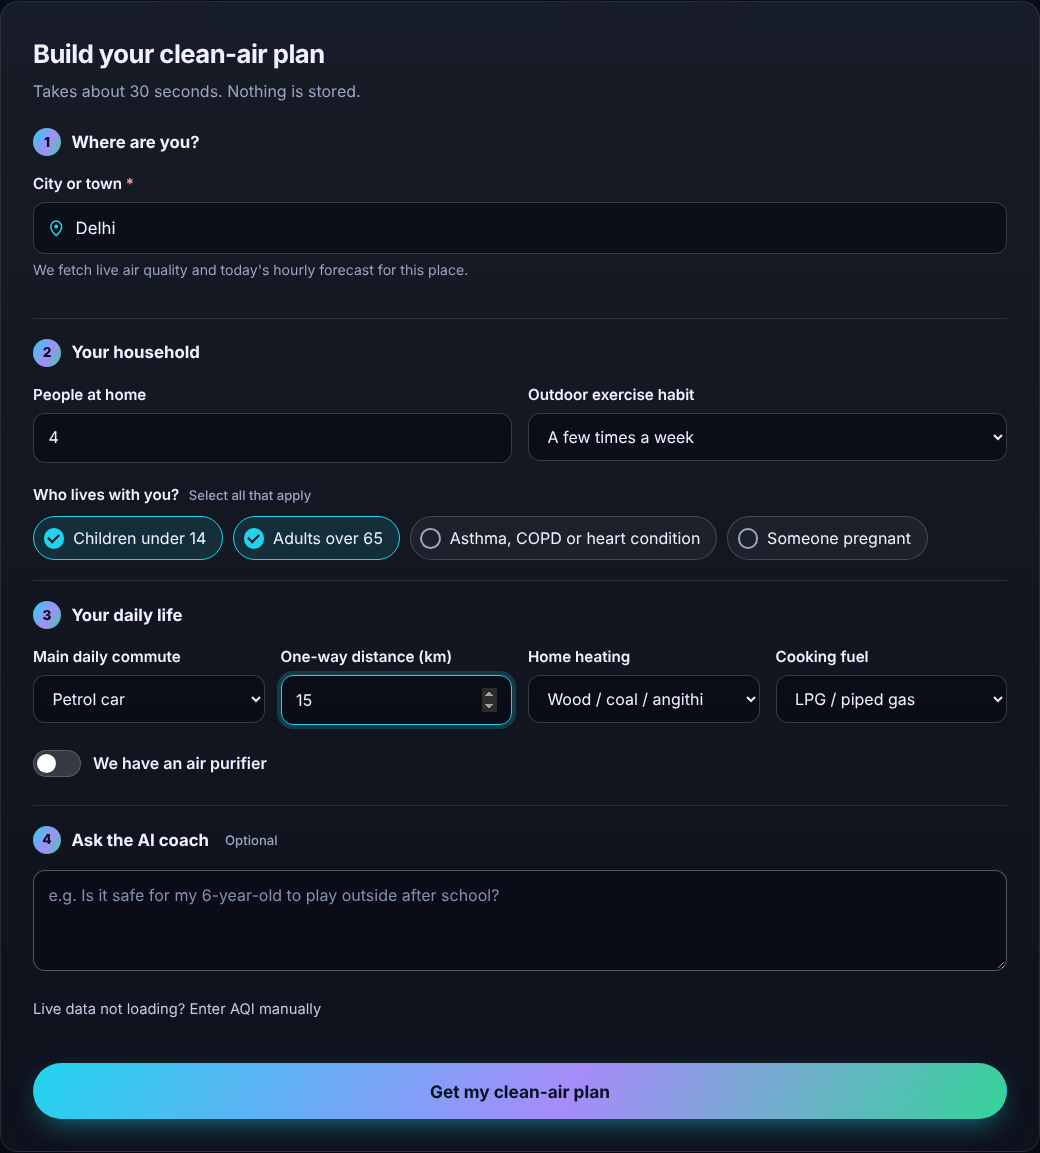 Build your clean-air plan
Takes about 30 seconds. Nothing is stored.
1 Where are you?
City or town *
Delhi
We fetch live air quality and today's hourly forecast for this place.
2 Your household
People at home
4
Outdoor exercise habit
A few times a week
Who lives with you? Select all that apply
Children under 14
Adults over 65
Asthma, COPD or heart condition
Someone pregnant
3 Your daily life
Main daily commute
Petrol car
One-way distance (km)
15
Home heating
Wood / coal / angithi
Cooking fuel
LPG / piped gas
We have an air purifier
4 Ask the AI coach Optional
e.g. Is it safe for my 6-year-old to play outside after school?
Live data not loading? Enter AQI manually
Get my clean-air plan